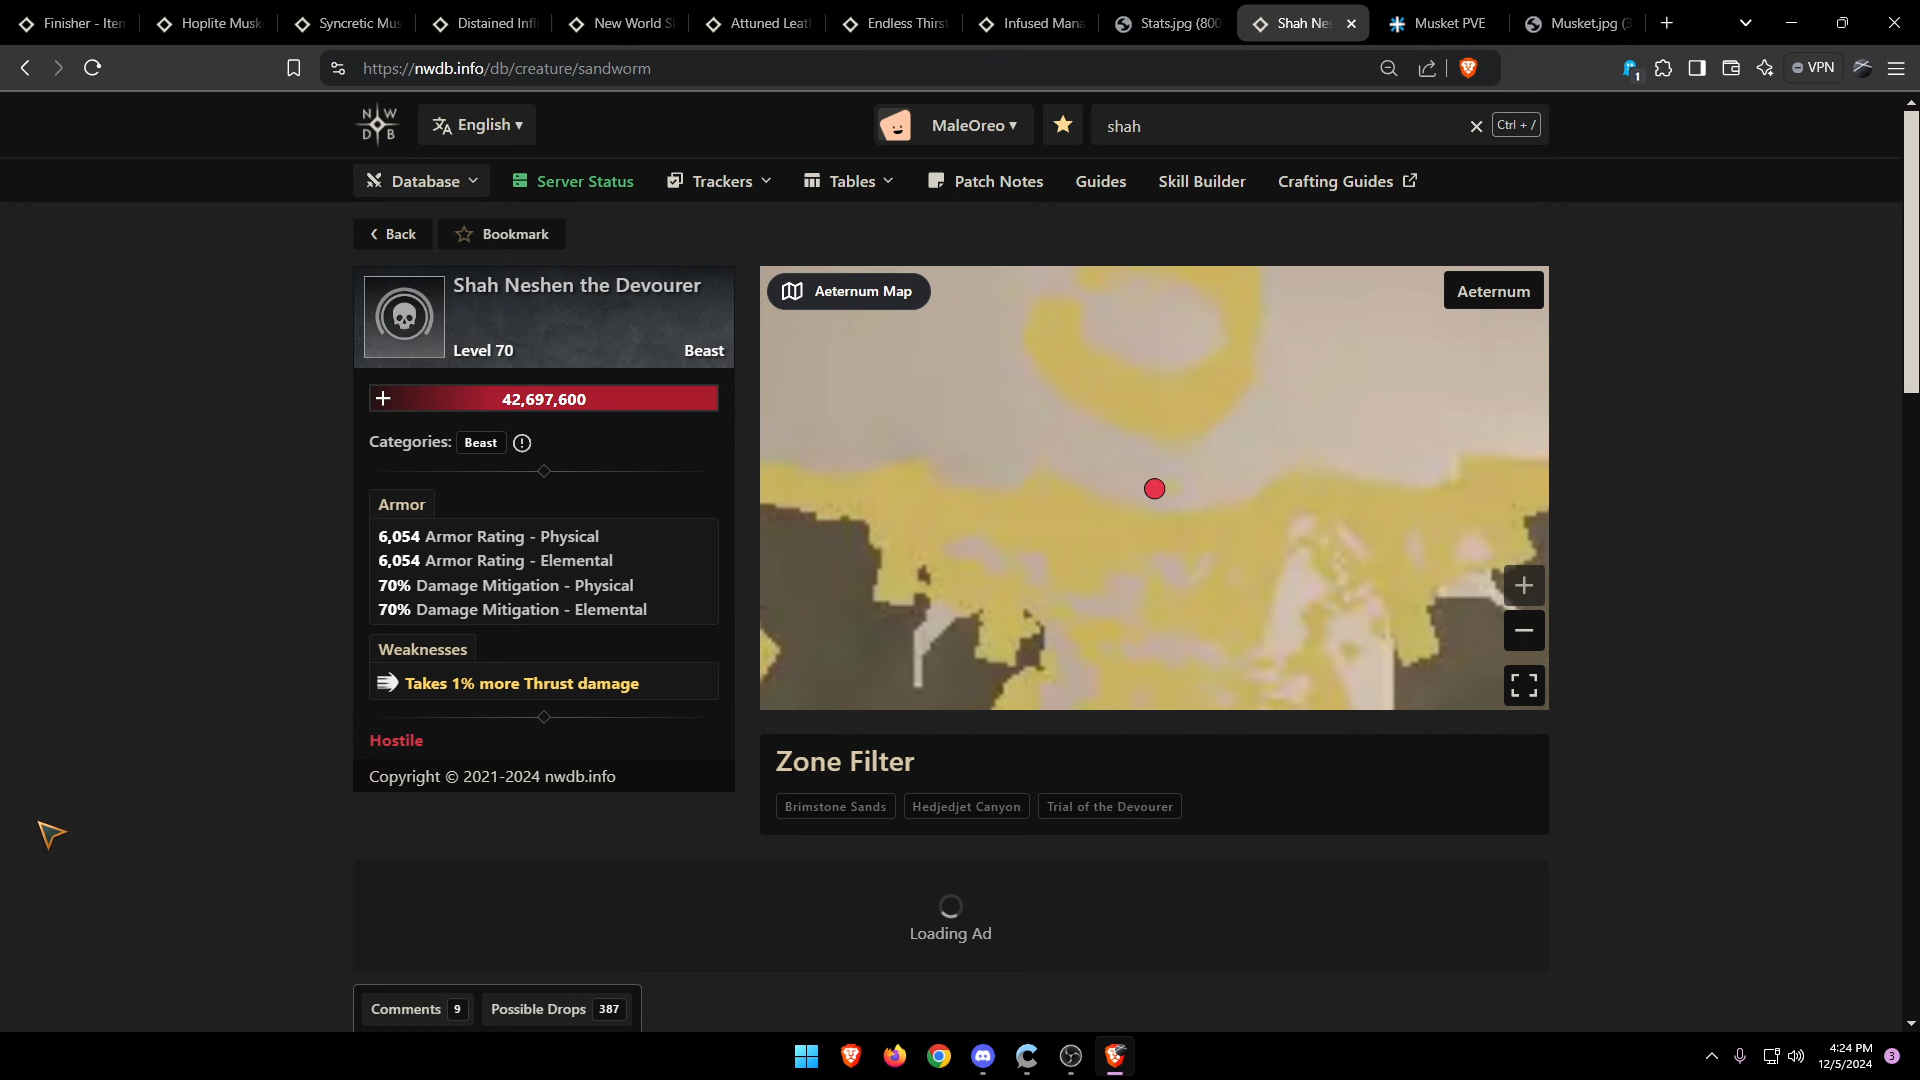 Finisher - Iten
Hoplite Musk
Syncretic Mus
Distained Infl
New World S
Attuned Leat
Endless Thirst
Infused Mana
Stats.jpg (800
Shah Ne
Musket PVE
Musket.jpg (3
https://nwdb.info/db/creature/sandworm
1
VPN
NWDB
English
MaleOreo
shah
Ctrl + /
Database
Server Status
Trackers
Tables
Patch Notes
Guides
Skill Builder
Crafting Guides
Back
Bookmark
Shah Neshen the Devourer
Level 70 Beast
42,697,600
Categories: Beast
Armor
6,054 Armor Rating - Physical
6,054 Armor Rating - Elemental
70% Damage Mitigation - Physical
70% Damage Mitigation - Elemental
Weaknesses
Takes 1% more Thrust damage
Hostile
Copyright © 2021-2024 nwdb.info
Aeternum Map
Aeternum
Zone Filter
Brimstone Sands
Hedjedjet Canyon
Trial of the Devourer
Loading Ad
Comments 9
Possible Drops 387
4:24 PM
12/5/2024
3